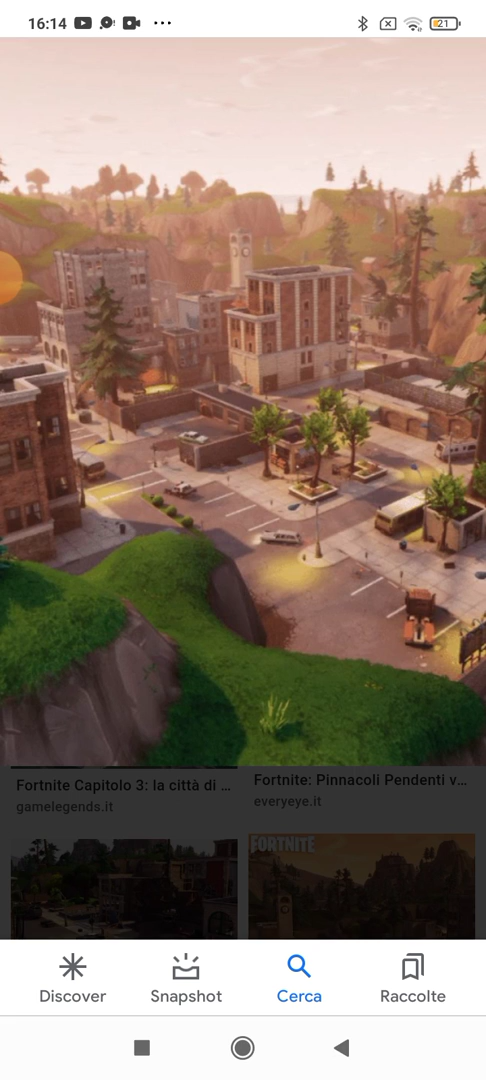 16:14
21
Fortnite Capitolo 3: la città di ...
gamelegends.it
Fortnite: Pinnacoli Pendenti v...
everyeye.it
FORTNITE
Discover
Snapshot
Cerca
Raccolte